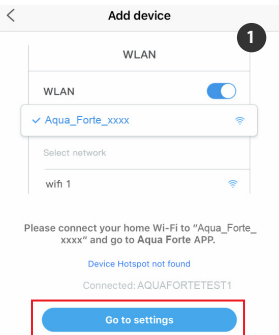 Add device
1
WLAN
WLAN
Aqua_Forte_xxxx
Select network
wifi 1
Please connect your home Wi-Fi to “Aqua_Forte_
xxxx” and go to Aqua Forte APP.
Device Hotspot not found
Connected: AQUAFORTETEST1
Go to settings